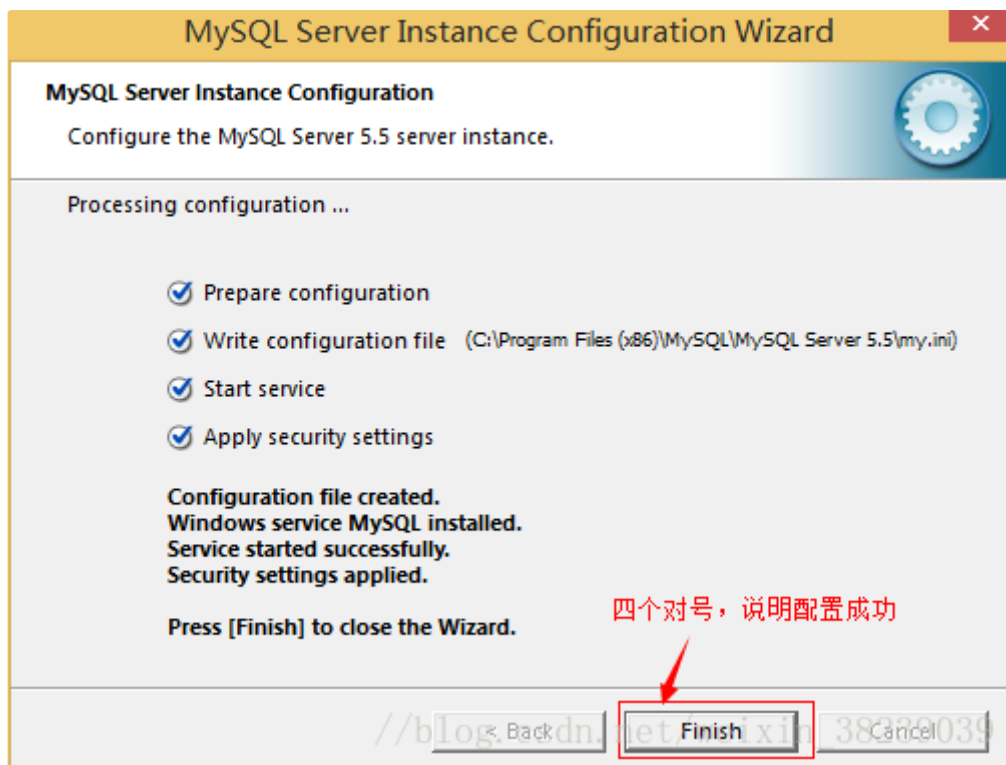 MySQL Server Instance Configuration Wizard
MySQL Server Instance Configuration
Configure the MySQL Server 5.5 server instance.
Processing configuration ...
Prepare configuration
Write configuration file (C:\Program Files (x86)\MySQL\MySQL Server 5.5\my.ini)
Start service
Apply security settings
Configuration file created.
Windows service MySQL installed.
Service started successfully.
Security settings applied.
四个对号，说明配置成功
Press [Finish] to close the Wizard.
< Back Finish Cancel